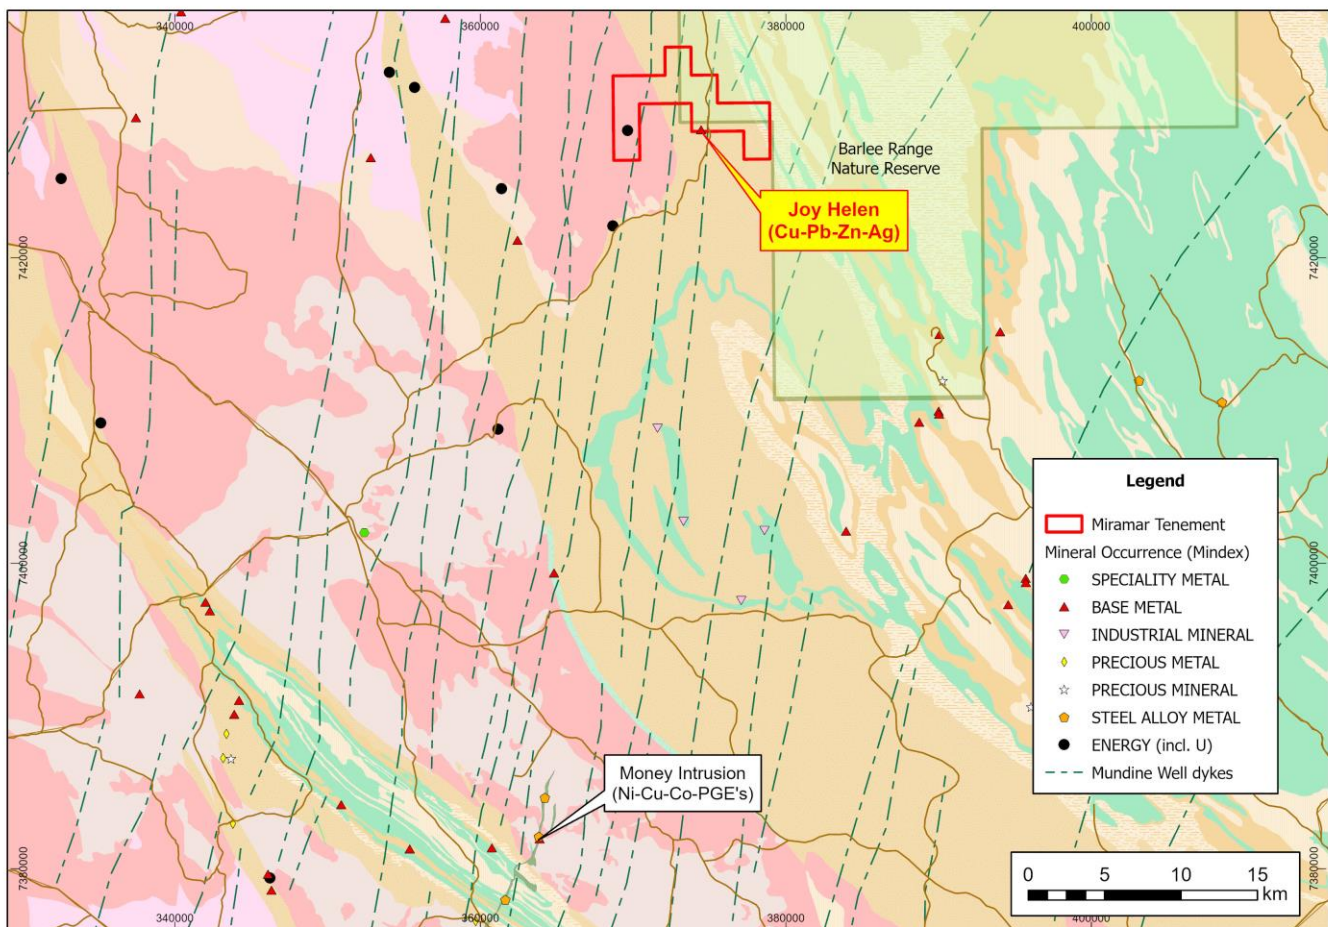 340000
360000
380000
400000
Barlee Range
Nature Reserve
Joy Helen
(Cu-Pb-Zn-Ag)
7420000
7420000
7400000
7400000
Legend
Miramar Tenement
Mineral Occurrence (Mindex)
SPECIALITY METAL
BASE METAL
INDUSTRIAL MINERAL
PRECIOUS METAL
PRECIOUS MINERAL
STEEL ALLOY METAL
ENERGY (incl. U)
Mundine Well dykes
Money Intrusion
(Ni-Cu-Co-PGE's)
7380000
7380000
0 5 10 15
km
340000
360000
380000
400000